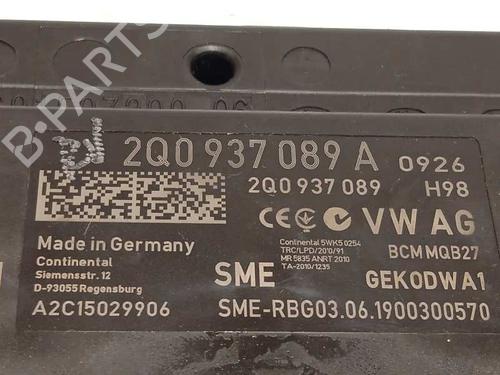 2Q0 937 089 A 0926
2Q0 937 089 H98
VW AG
Made in Germany
Continental
Siemensstr. 12
D-93055 Regensburg
A2C15029906
Continental 5WK5 0254
TRC/LPD/2010/91
MR 5835 ANRT 2010
TA-2010/1235
BCM MQB27
SME
GEKODWA1
SME-RBG03.06.1900300570
B-PARTS